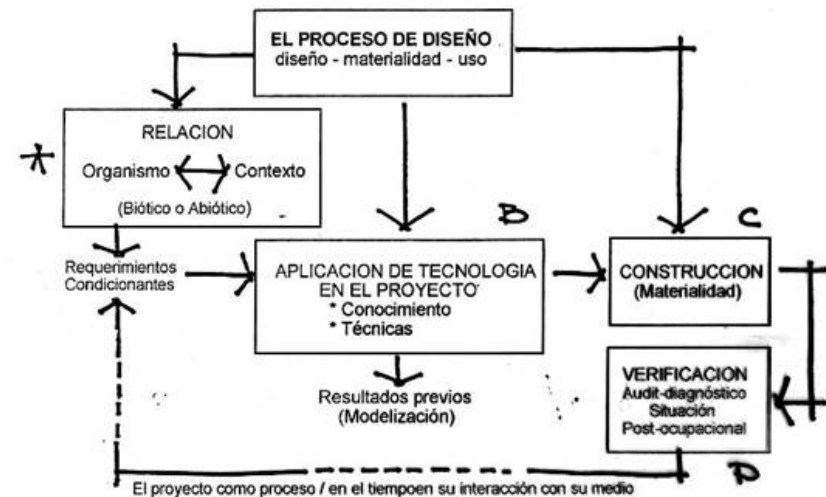 EL PROCESO DE DISEÑO
diseño - materialidad - uso
RELACION
*
Organismo Contexto
(Biótico o Abiótico)
B
C
Requerimientos
Condicionantes
APLICACION DE TECNOLOGIA
EN EL PROYECTO
* Conocimiento
* Técnicas
CONSTRUCCION
(Materialidad)
Resultados previos
(Modelización)
VERIFICACION
Audit-diagnóstico
Situación
Post-ocupacional
D
El proyecto como proceso / en el tiempoen su interacción con su medio